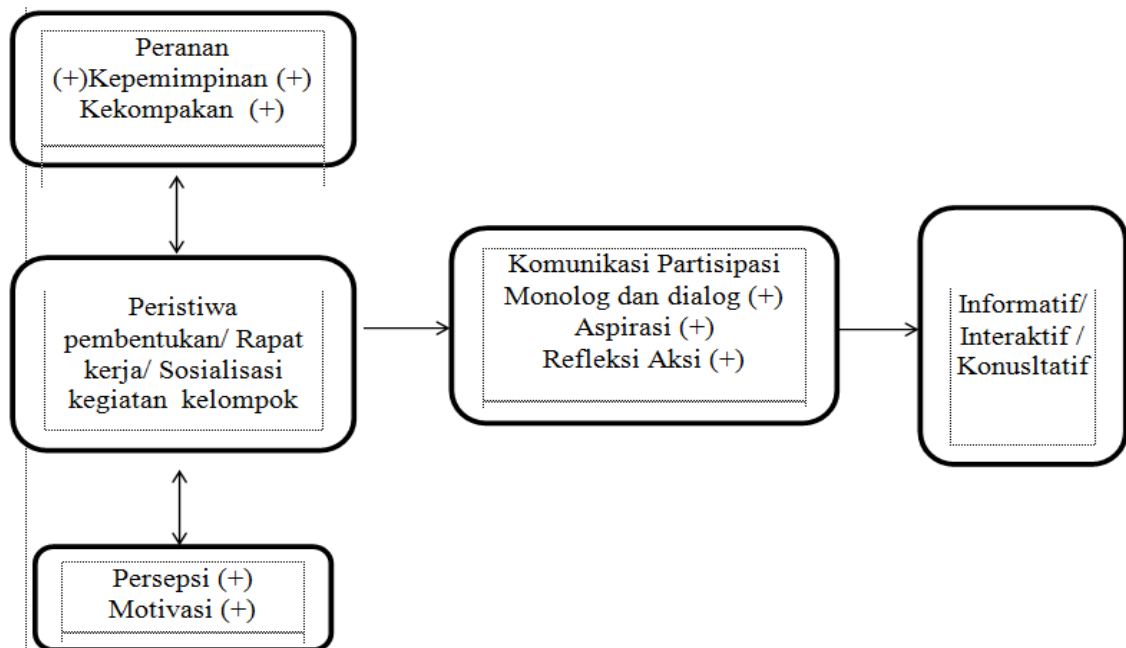 Peranan
(+)Kepemimpinan (+)
Kekompakan (+)
Peristiwa
pembentukan/ Rapat
kerja/ Sosialisasi
kegiatan kelompok
Persepsi (+)
Motivasi (+)
Komunikasi Partisipasi
Monolog dan dialog (+)
Aspirasi (+)
Refleksi Aksi (+)
Informatif/
Interaktif /
Konusltatif